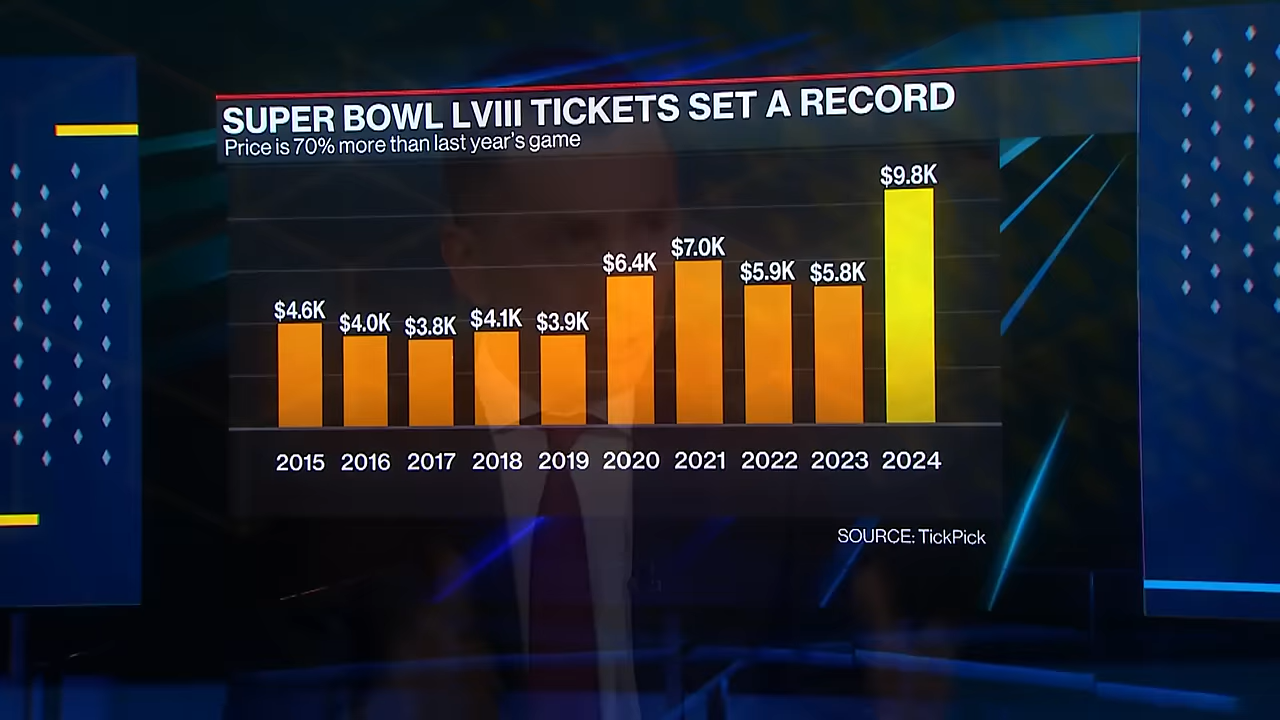 SUPER BOWL LVIII TICKETS SET A RECORD
Price is 70% more than last year's game
$4.6K $4.0K $3.8K $4.1K $3.9K $6.4K $7.0K $5.9K $5.8K $9.8K
2015 2016 2017 2018 2019 2020 2021 2022 2023 2024
SOURCE: TickPick